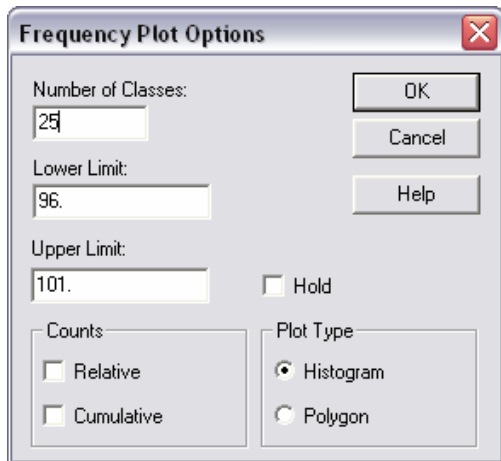 Frequency Plot Options
Number of Classes:
25
OK
Cancel
Lower Limit:
96.
Help
Upper Limit:
101.
Hold
Counts
Relative
Cumulative
Plot Type
Histogram
Polygon